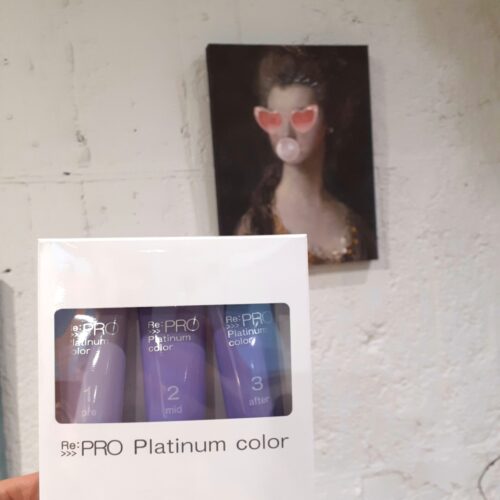 Re:
>>> PRO
Platinum
color
1
pre
Re:
>>> PRO
Platinum
color
2
mid
Re:
>>> PRO
Platinum
color
3
after
Re:
>>> PRO Platinum color